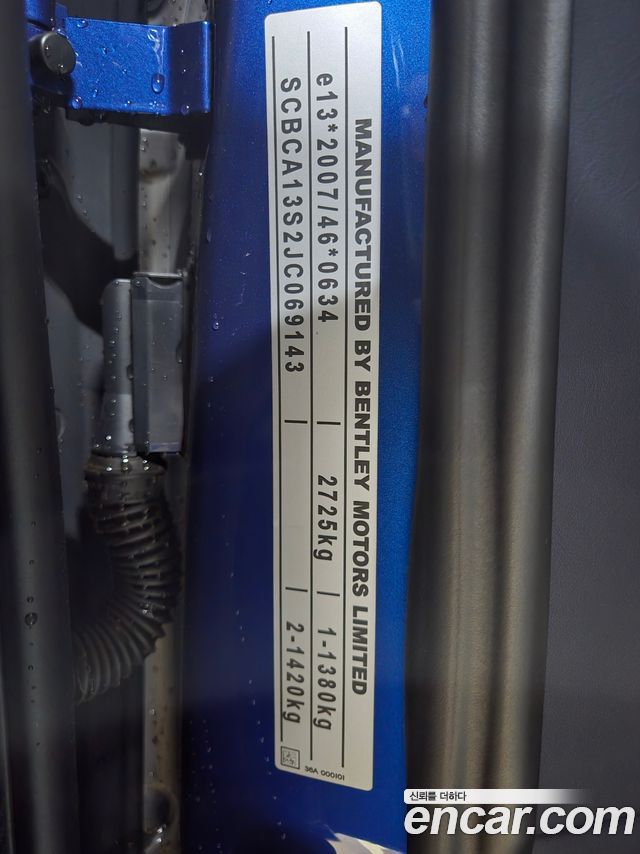 MANUFACTURED BY BENTLEY MOTORS LIMITED
e13*2007/46*0634 | 2725kg | 1-1380kg
SCBCA13S2JC069143 | | 2-1420kg
36A 000101
신뢰를 더하다
encar.com